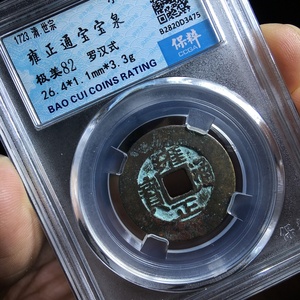 1723 清.世宗
雍正通宝宝泉
极美82 罗汉式
26.4*1.1mm*3.3g
BAO CUI COINS RATING
B2820D3475
保粹
雍正通寶